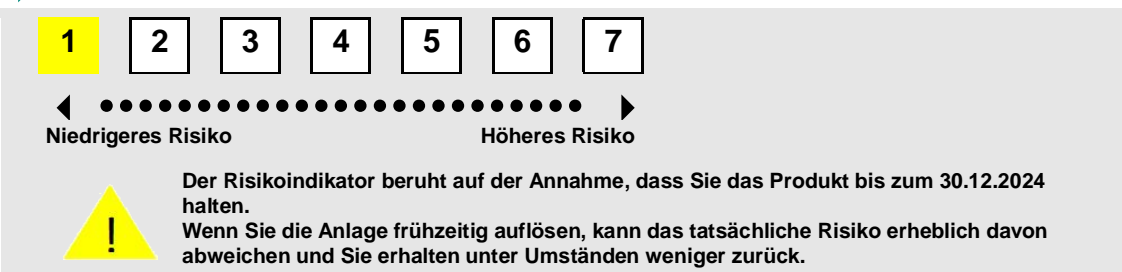 1 2 3 4 5 6 7
Niedrigeres Risiko Höheres Risiko
Der Risikoindikator beruht auf der Annahme, dass Sie das Produkt bis zum 30.12.2024
halten.
! Wenn Sie die Anlage frühzeitig auflösen, kann das tatsächliche Risiko erheblich davon
abweichen und Sie erhalten unter Umständen weniger zurück.